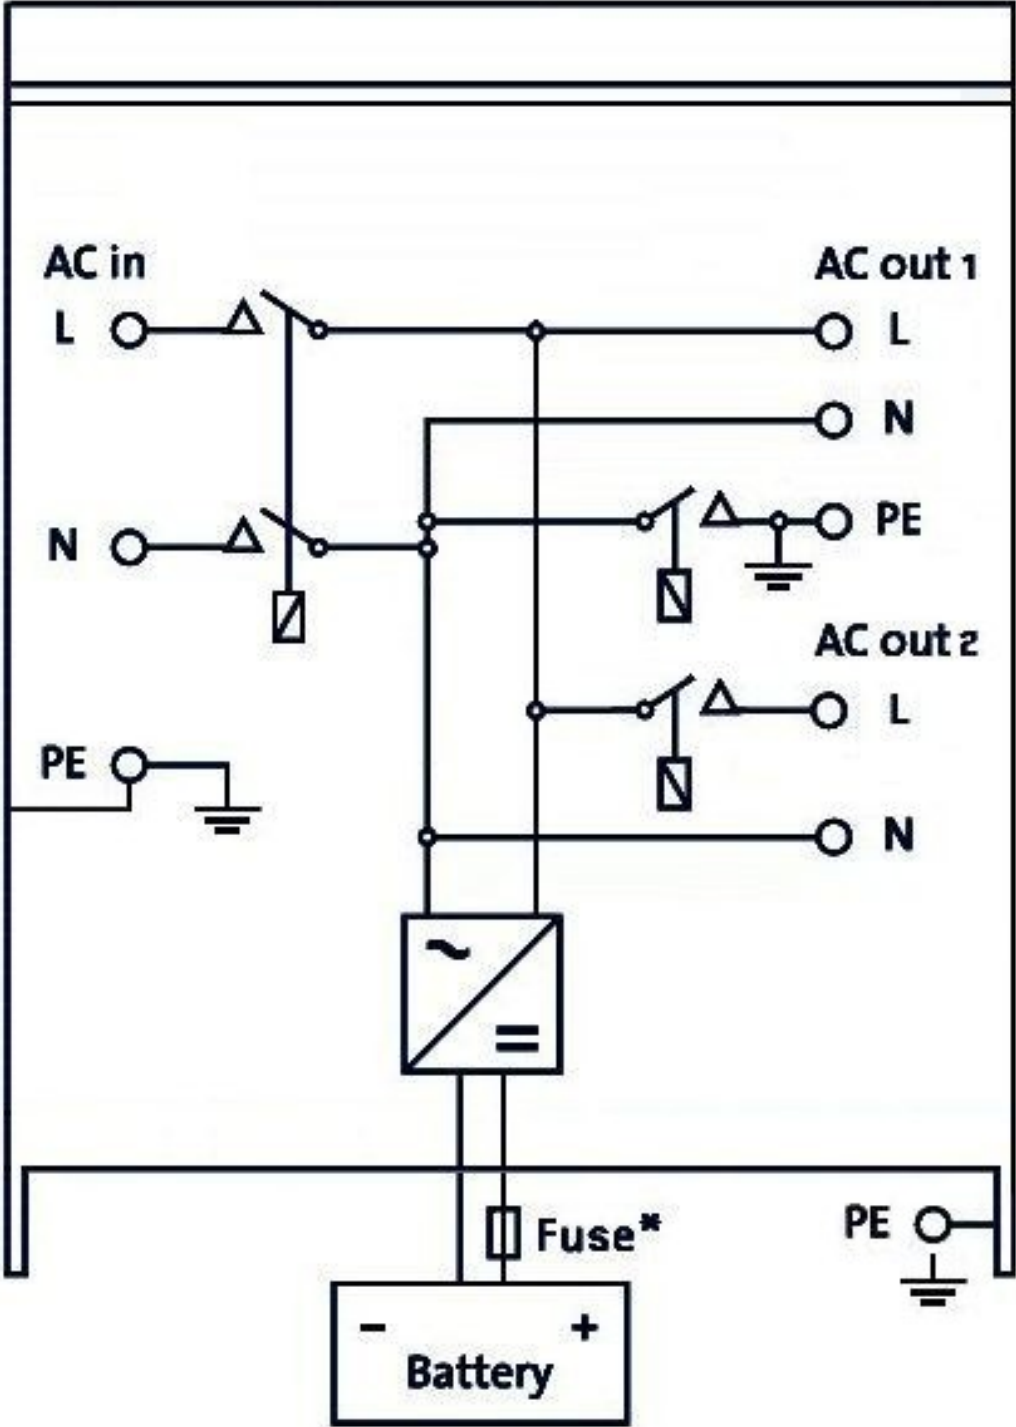 AC in
AC out 1
L
L
N
N
PE
AC out 2
L
PE
N
~
=
Fuse*
PE
- +
Battery